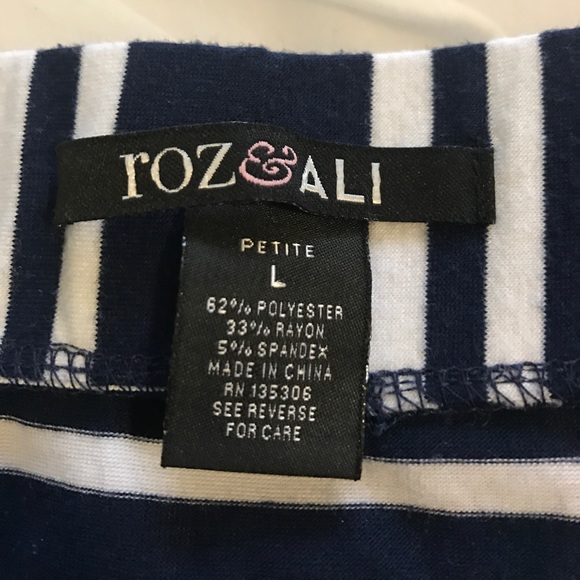 roz&ALI
PETITE
L
62% POLYESTER
33% RAYON
5% SPANDEX
MADE IN CHINA
RN 135306
SEE REVERSE
FOR CARE